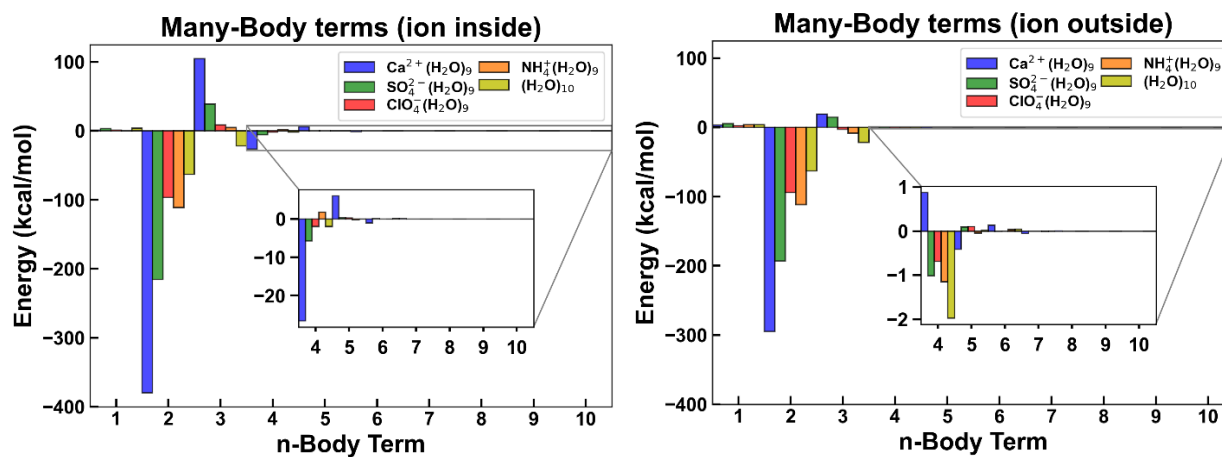 Many-Body terms (ion inside)
Energy (kcal/mol)
100
0
−100
−200
−300
−400
Ca²⁺(H₂O)₉
SO₄²⁻(H₂O)₉
ClO₄⁻(H₂O)₉
NH₄⁺(H₂O)₉
(H₂O)₁₀
0
−10
−20
4 5 6 7 8 9 10
1 2 3 4 5 6 7 8 9 10
n-Body Term
Many-Body terms (ion outside)
Energy (kcal/mol)
100
0
−100
−200
−300
−400
Ca²⁺(H₂O)₉
SO₄²⁻(H₂O)₉
ClO₄⁻(H₂O)₉
NH₄⁺(H₂O)₉
(H₂O)₁₀
1
0
−1
−2
4 5 6 7 8 9 10
1 2 3 4 5 6 7 8 9 10
n-Body Term